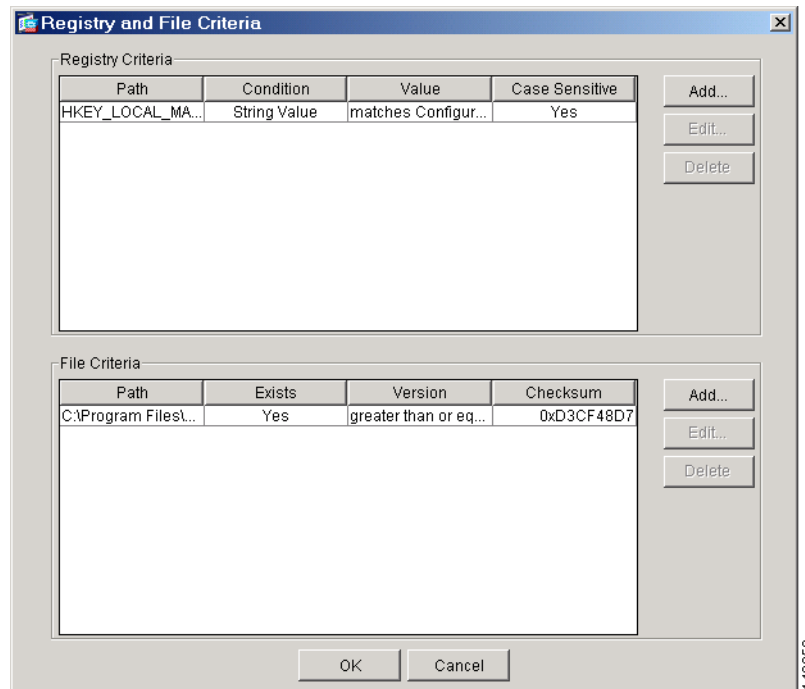 Registry and File Criteria
Registry Criteria
Path Condition Value Case Sensitive
HKEY_LOCAL_MA... String Value matches Configur... Yes
Add...
Edit...
Delete
File Criteria
Path Exists Version Checksum
C:\Program Files\... Yes greater than or eq... 0xD3CF48D7
Add...
Edit...
Delete
OK Cancel